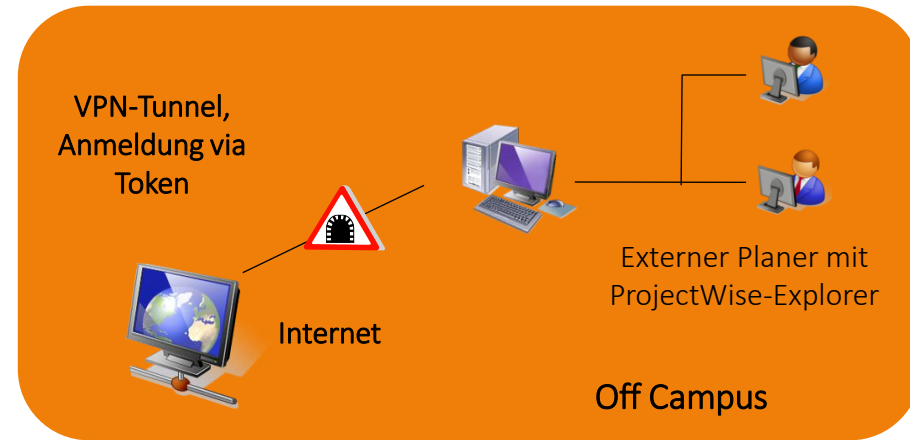 VPN-Tunnel,
Anmeldung via
Token
Externer Planer mit
ProjectWise-Explorer
Internet
Off Campus